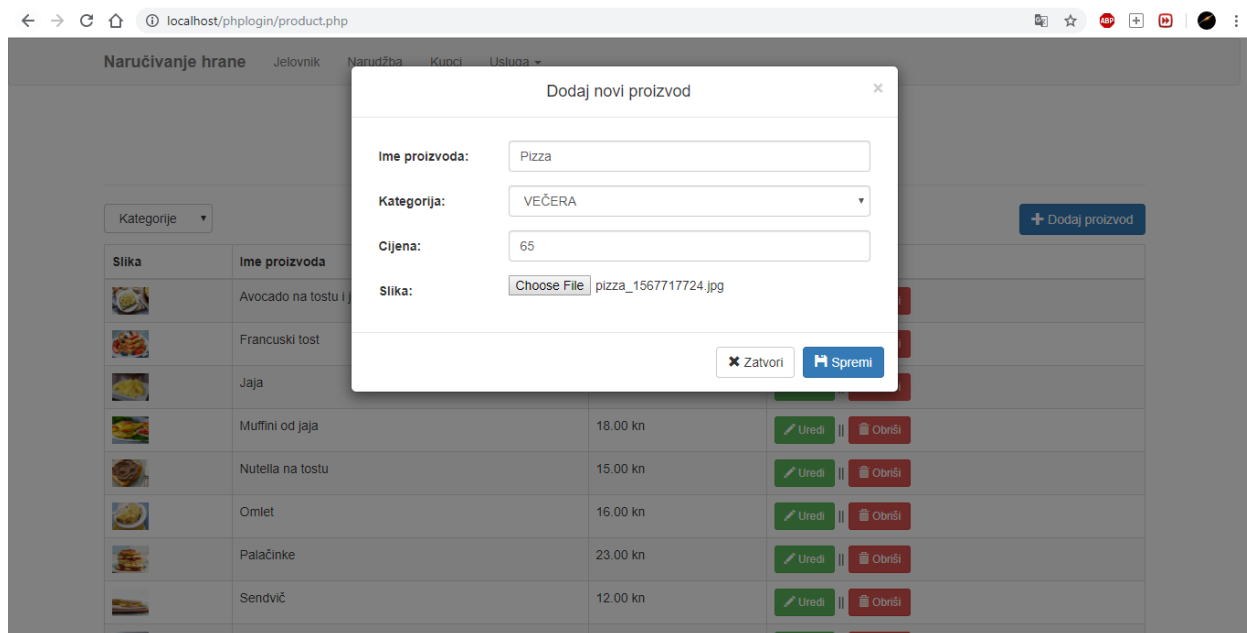 localhost/phplogin/product.php
ABP
Naručivanje hrane Jelovnik Narudžba Kupci Usluga
Dodaj novi proizvod ×
Ime proizvoda: Pizza
Kategorija: VEČERA
Cijena: 65
Slika: Choose File pizza_1567717724.jpg
Zatvori Spremi
Kategorije Dodaj proizvod
Slika Ime proizvoda
Avocado na tostu i
Francuski tost
Jaja
Muffini od jaja 18.00 kn Uredi || Obriši
Nutella na tostu 15.00 kn Uredi || Obriši
Omlet 16.00 kn Uredi || Obriši
Palačinke 23.00 kn Uredi || Obriši
Sendvič 12.00 kn Uredi || Obriši